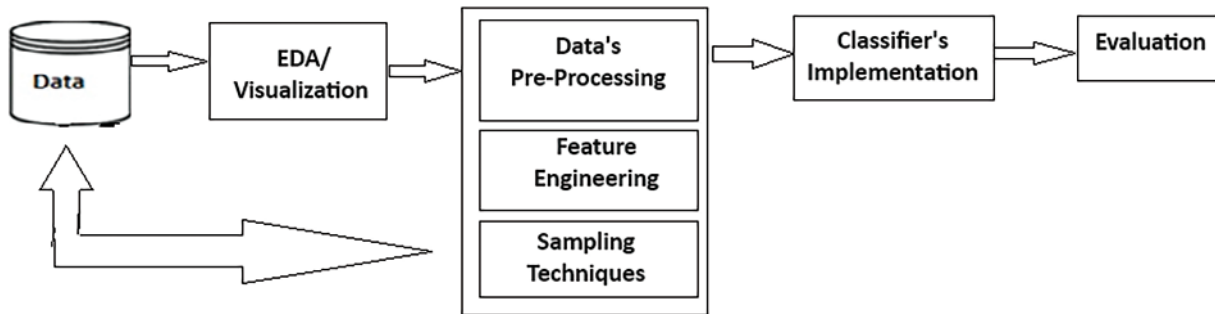 Data
EDA/
Visualization
Data's
Pre-Processing
Feature
Engineering
Sampling
Techniques
Classifier's
Implementation
Evaluation